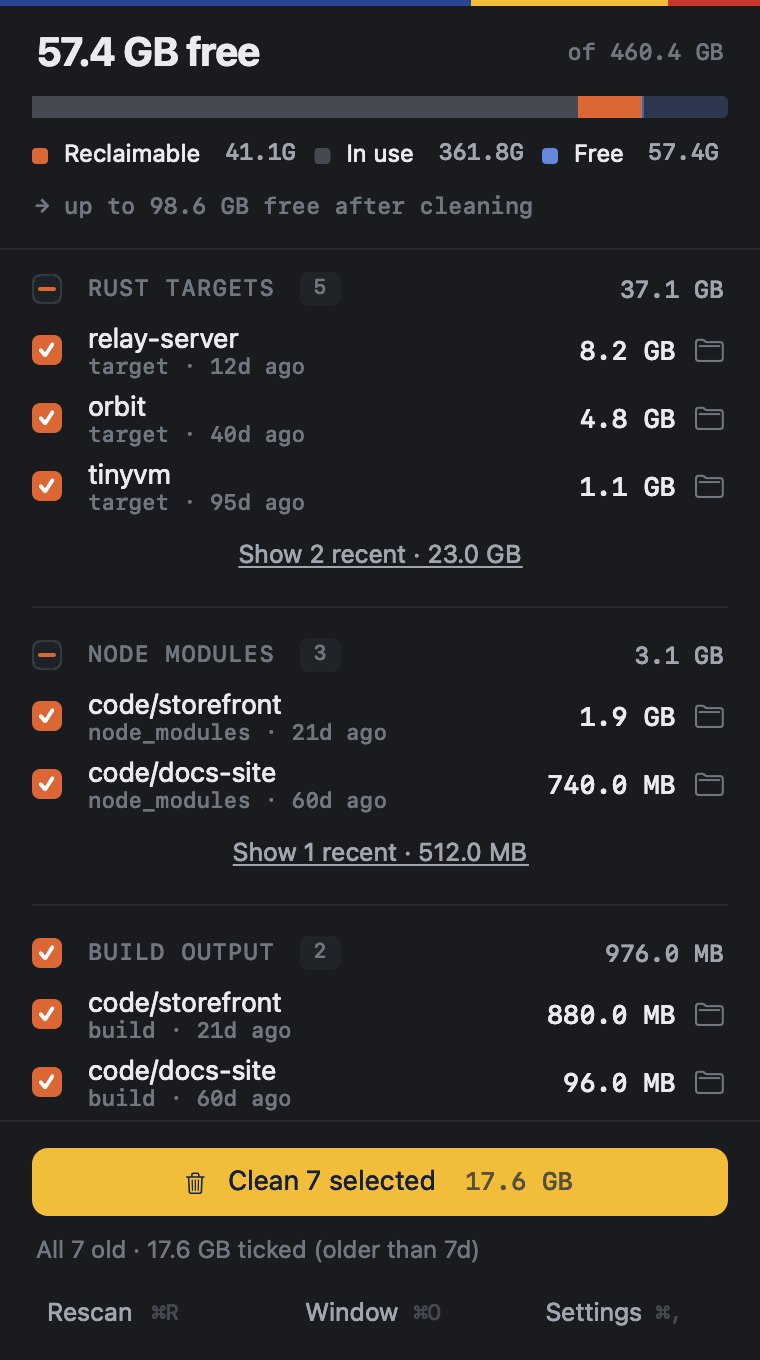 57.4 GB free of 460.4 GB
Reclaimable 41.1G In use 361.8G Free 57.4G
→ up to 98.6 GB free after cleaning
RUST TARGETS 5 37.1 GB
relay-server 8.2 GB
target · 12d ago
orbit 4.8 GB
target · 40d ago
tinyvm 1.1 GB
target · 95d ago
Show 2 recent · 23.0 GB
NODE MODULES 3 3.1 GB
code/storefront 1.9 GB
node_modules · 21d ago
code/docs-site 740.0 MB
node_modules · 60d ago
Show 1 recent · 512.0 MB
BUILD OUTPUT 2 976.0 MB
code/storefront 880.0 MB
build · 21d ago
code/docs-site 96.0 MB
build · 60d ago
Clean 7 selected 17.6 GB
All 7 old · 17.6 GB ticked (older than 7d)
Rescan ⌘R Window ⌘O Settings ⌘,